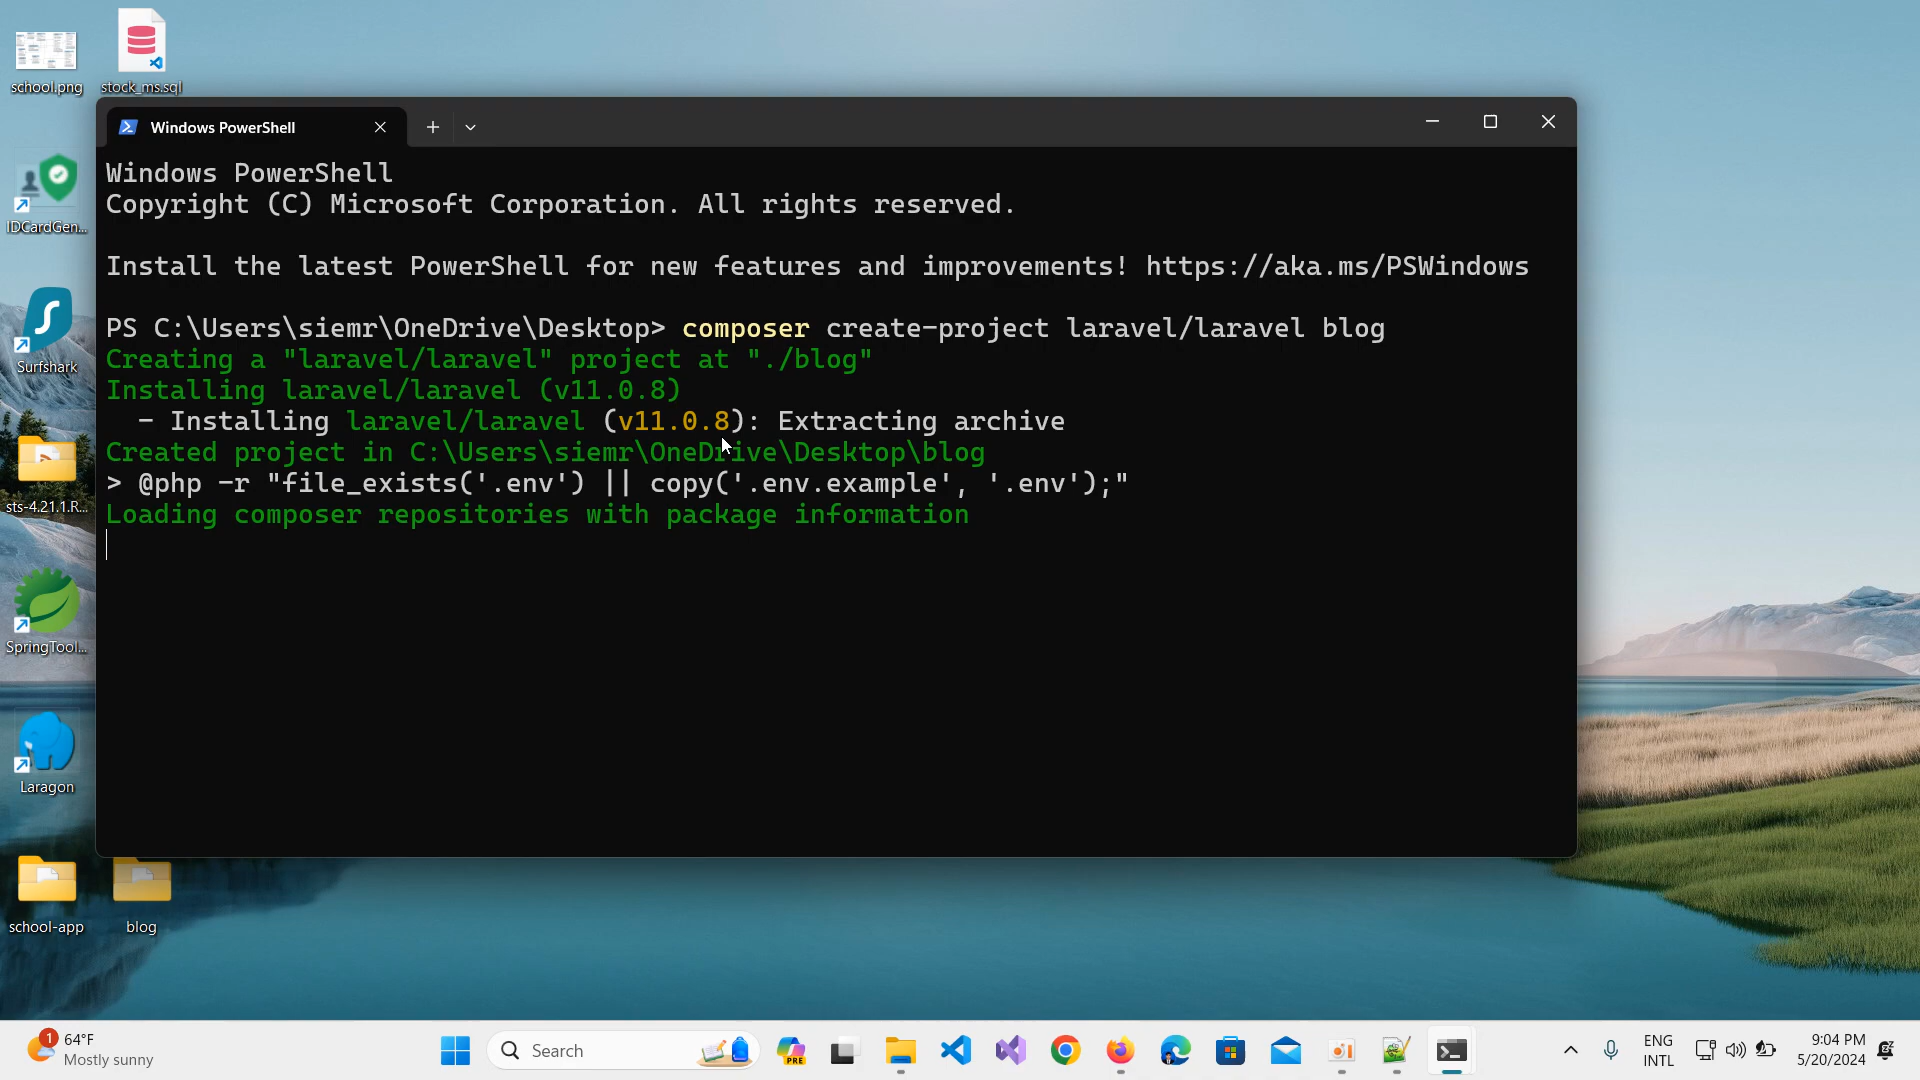 school.png
stock_ms.sql
IDCardGen...
Surfshark
sts-4.21.1.R...
SpringTool...
Laragon
school-app
blog
Windows PowerShell
Windows PowerShell
Copyright (C) Microsoft Corporation. All rights reserved.
Install the latest PowerShell for new features and improvements! https://aka.ms/PSWindows
PS C:\Users\siemr\OneDrive\Desktop> composer create-project laravel/laravel blog
Creating a "laravel/laravel" project at "./blog"
Installing laravel/laravel (v11.0.8)
- Installing laravel/laravel (v11.0.8): Extracting archive
Created project in C:\Users\siemr\OneDrive\Desktop\blog
> @php -r "file_exists('.env') || copy('.env.example', '.env');"
Loading composer repositories with package information
1
64°F
Mostly sunny
Search
PRE
ENG
INTL
9:04 PM
5/20/2024